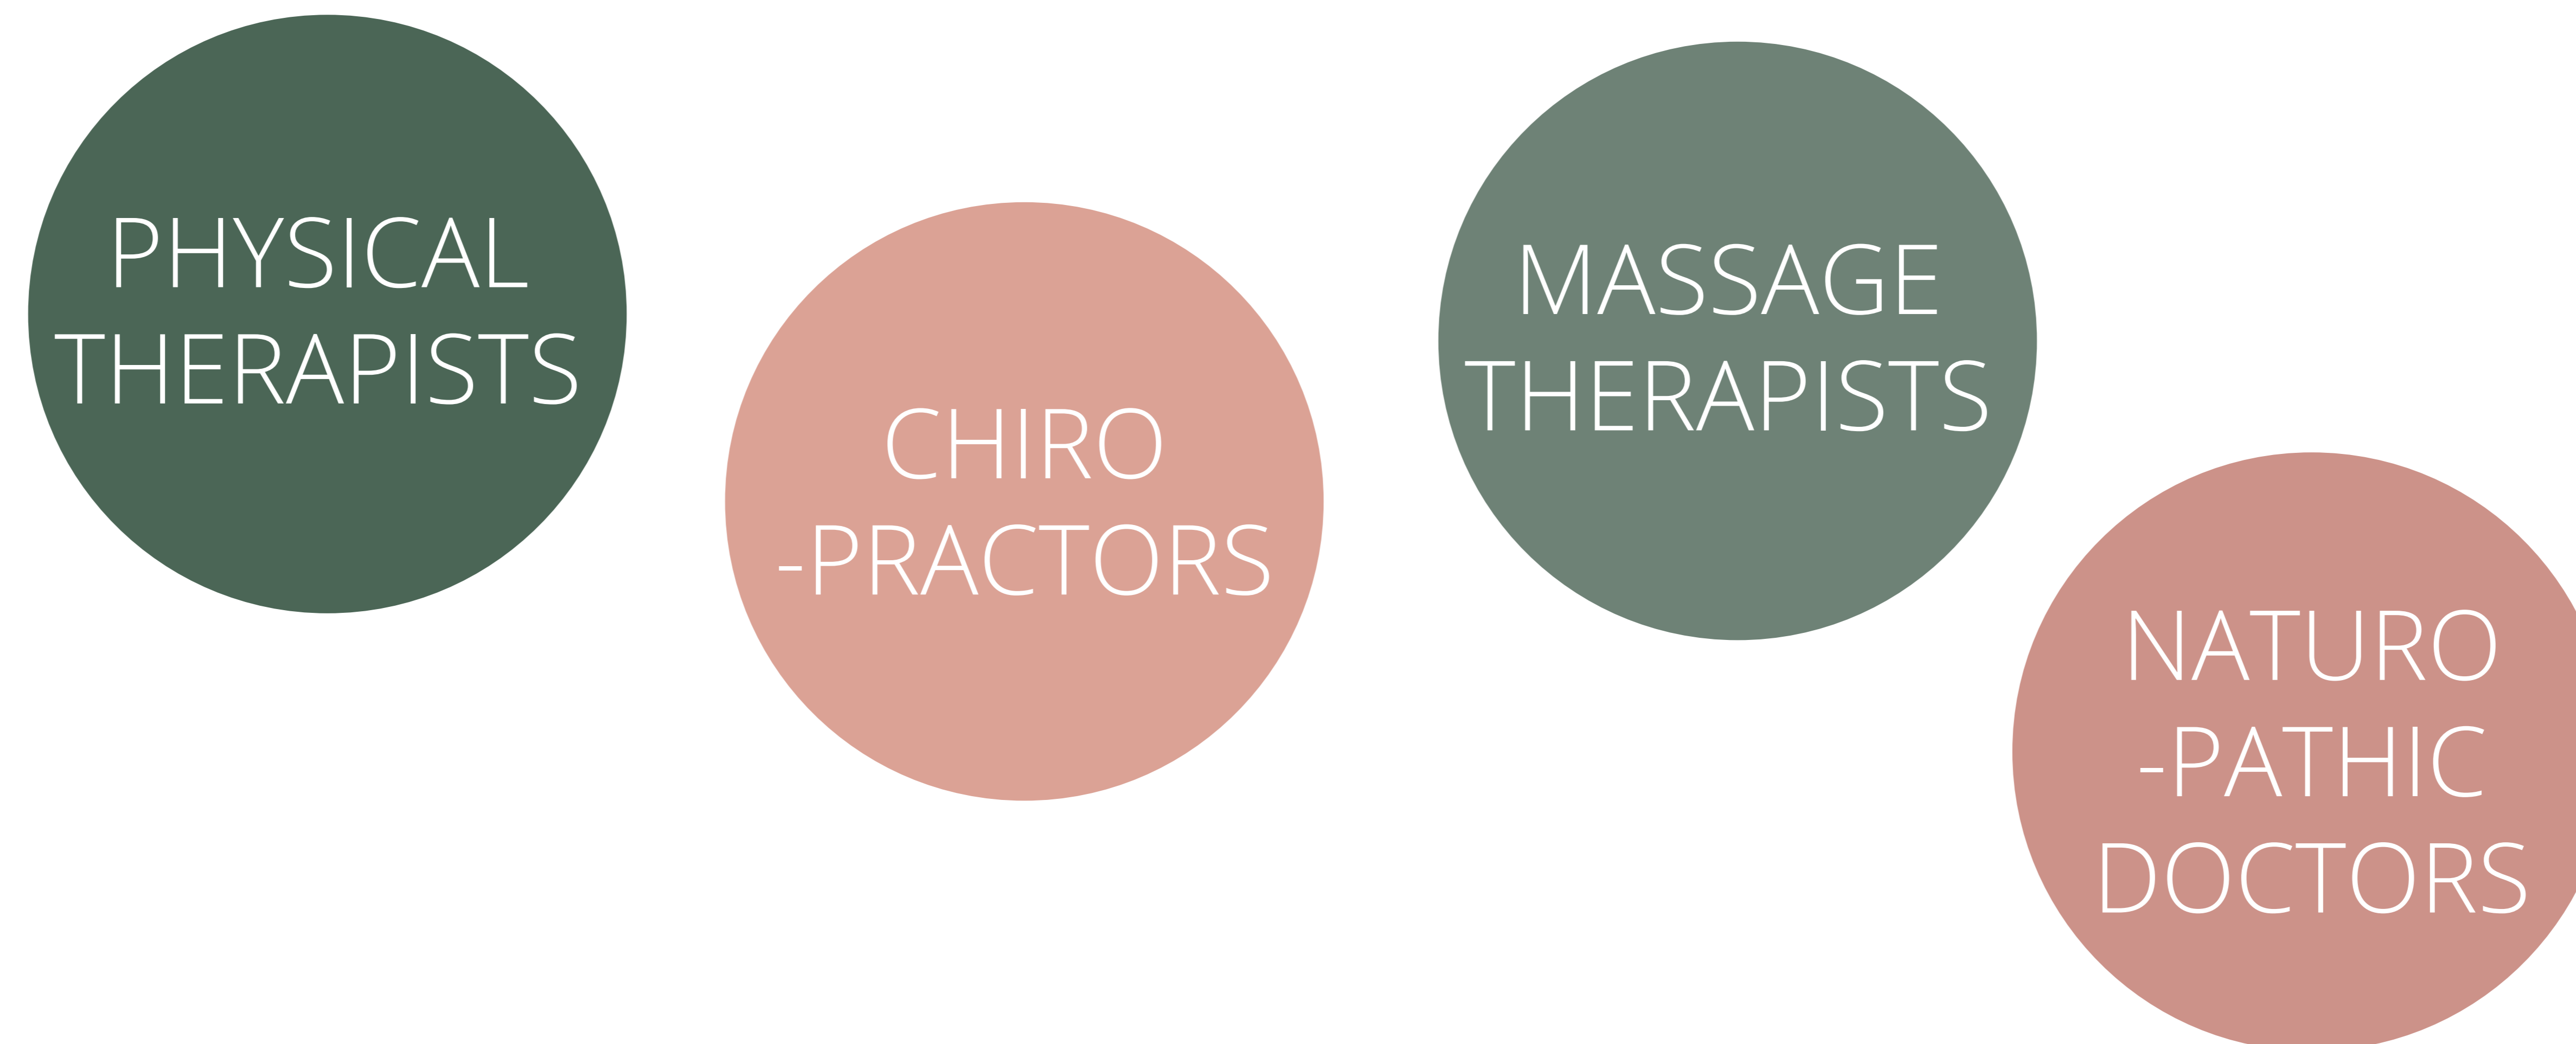 PHYSICAL
THERAPISTS
CHIRO
-PRACTORS
MASSAGE
THERAPISTS
NATURO
-PATHIC
DOCTORS